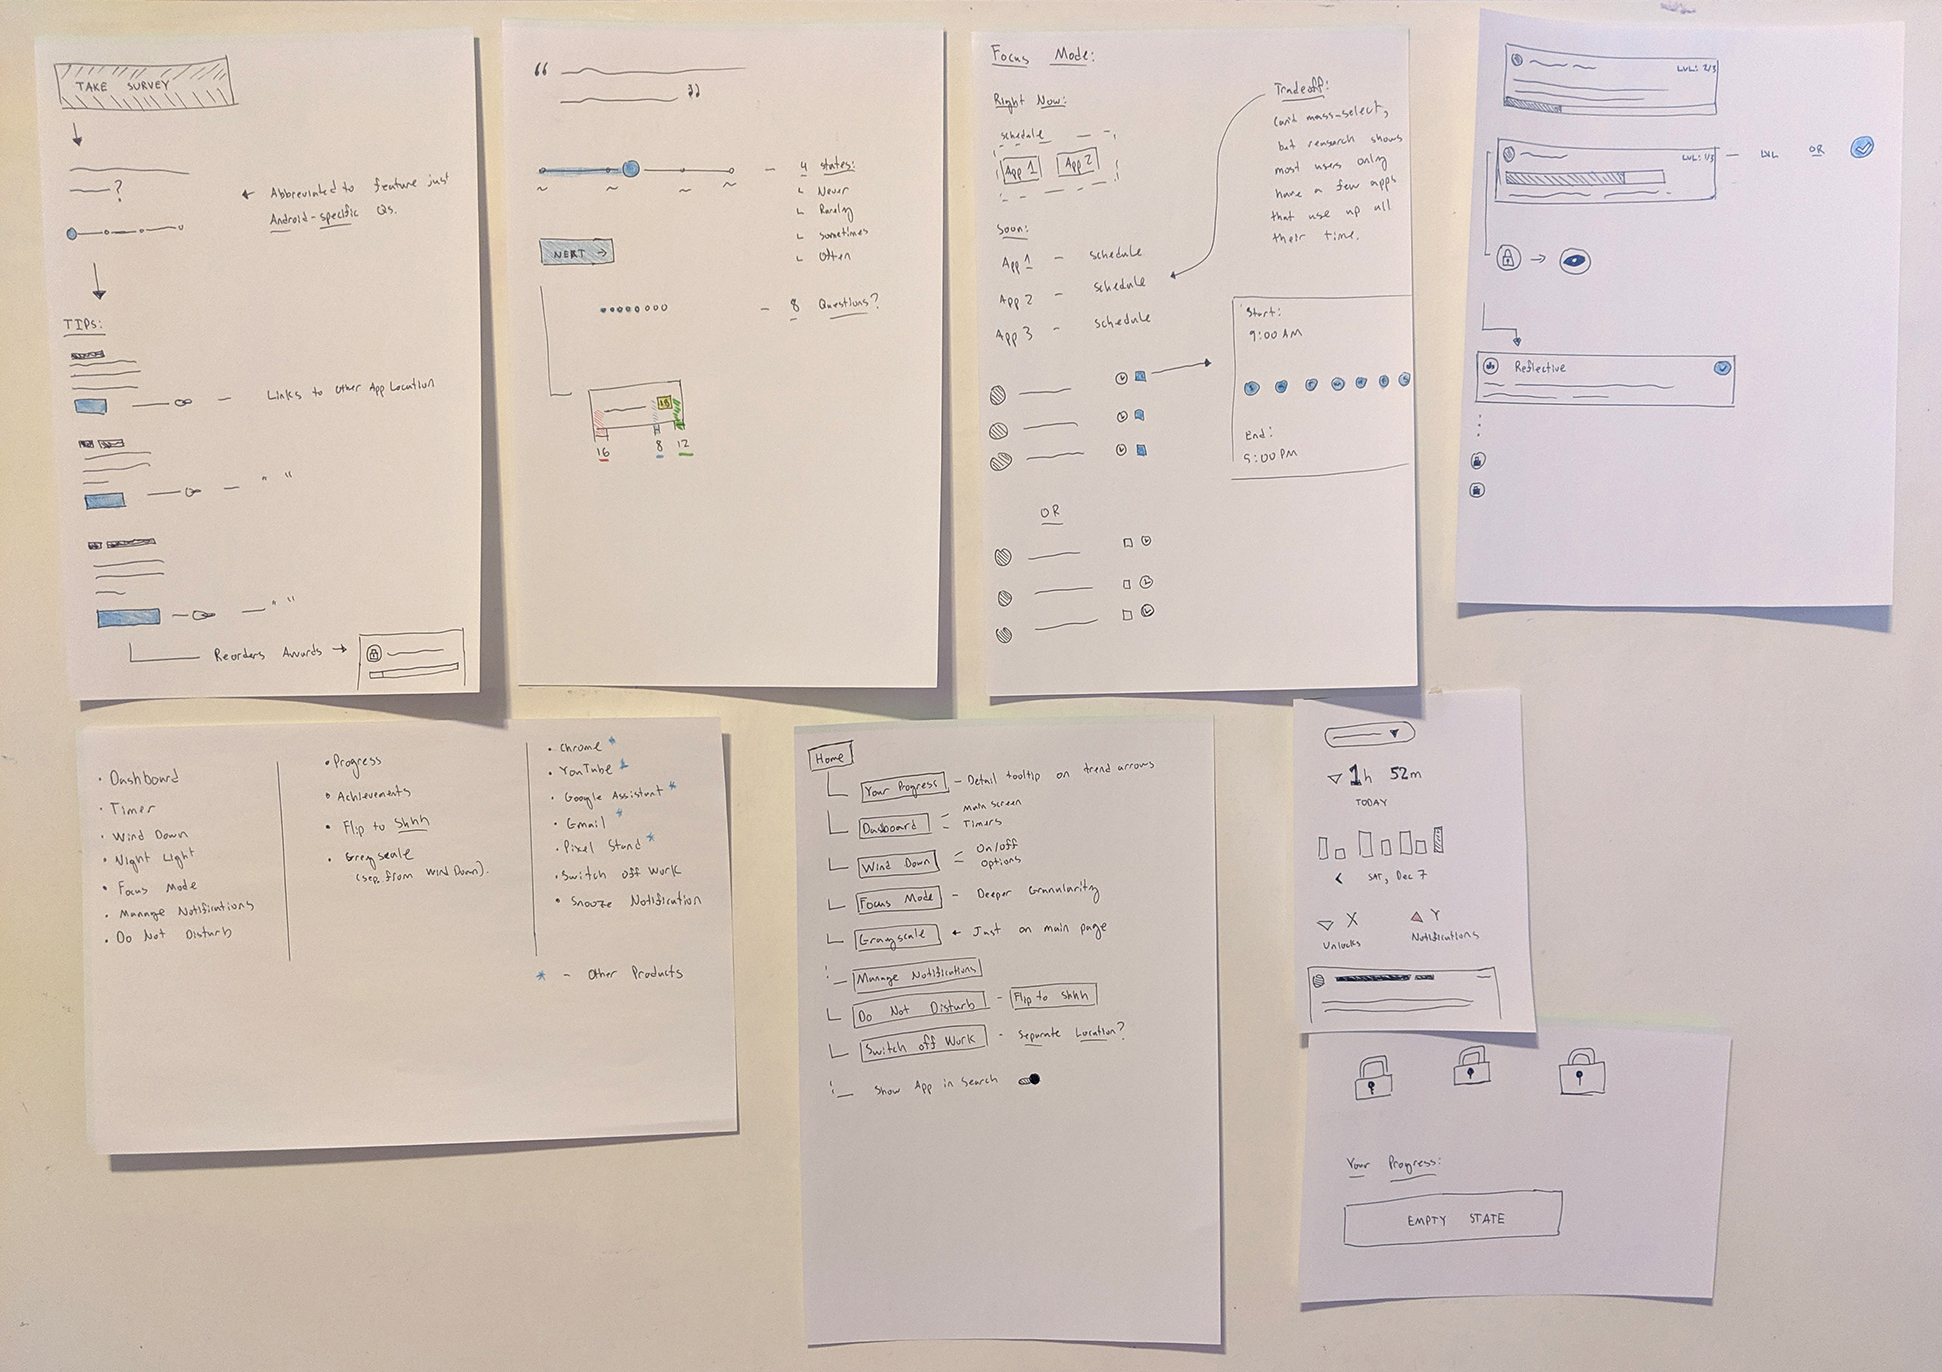 TAKE SURVEY
?
← Abbreviated to feature just
Android-specific Qs.
TIPs:
— Links to Other App Location
— " "
— " "
Reorders Awards →
“
”
— 4 states:
Never
Rarely
Sometimes
Often
NEXT →
— 8 Questions?
18
16
8
12
Focus Mode:
Right Now:
schedule
App 1
App 2
Soon:
App 1 — schedule
App 2 — schedule
App 3 — schedule
Tradeoff:
Can't mass-select,
but research shows
most users only
have a few apps
that use up all
their time.
Start:
9:00 AM
End:
5:00 PM
OR
LVL: 2/3
LVL: 1/3 — LVL OR
→
Reflective
• Dashboard
• Timer
• Wind Down
• Night Light
• Focus Mode
• Manage Notifications
• Do Not Disturb
• Progress
• Achievements
• Flip to Shhh
• Greyscale
(sep. from Wind Down).
• Chrome *
• YouTube *
• Google Assistant *
• Gmail *
• Pixel Stand *
• Switch off Work
• Snooze Notification
* — Other Products
Home
Your Progress — Detail tooltip on trend arrows
Dasboard — Main Screen
— Timers
Wind Down — On/off
— Options
Focus Mode — Deeper Granularity
Grayscale ← Just on main page
Manage Notifications
Do Not Disturb — Flip to Shhh
Switch off Work — Separate Location?
Show App in Search
1h 52m
TODAY
< SAT, Dec 7
X
Unlocks
Y
Notifications
Your Progress:
EMPTY STATE